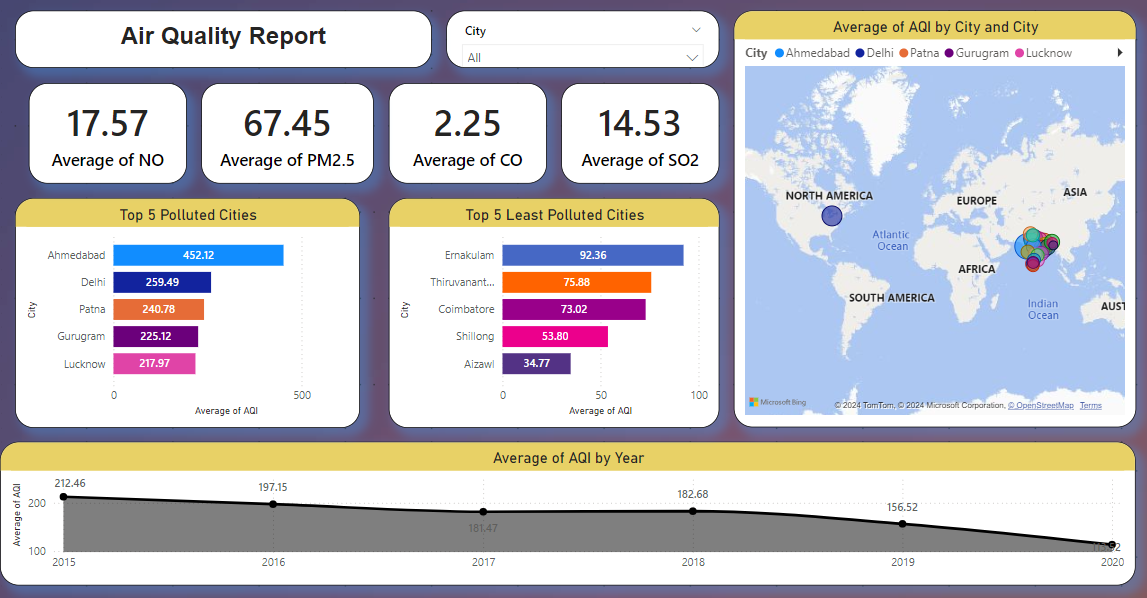 Air Quality Report
City
All
17.57
Average of NO
67.45
Average of PM2.5
2.25
Average of CO
14.53
Average of SO2
Average of AQI by City and City
City Ahmedabad Delhi Patna Gurugram Lucknow
NORTH AMERICA
EUROPE
ASIA
Atlantic
Ocean
AFRICA
SOUTH AMERICA
Indian
Ocean
AUST
Microsoft Bing
© 2024 TomTom, © 2024 Microsoft Corporation, © OpenStreetMap Terms
Top 5 Polluted Cities
City
Ahmedabad 452.12
Delhi 259.49
Patna 240.78
Gurugram 225.12
Lucknow 217.97
0 500
Average of AQI
Top 5 Least Polluted Cities
City
Ernakulam 92.36
Thiruvanant... 75.88
Coimbatore 73.02
Shillong 53.80
Aizawl 34.77
0 50 100
Average of AQI
Average of AQI by Year
Average of AQI
200
100
212.46
197.15
181.47
182.68
156.52
2015 2016 2017 2018 2019 2020